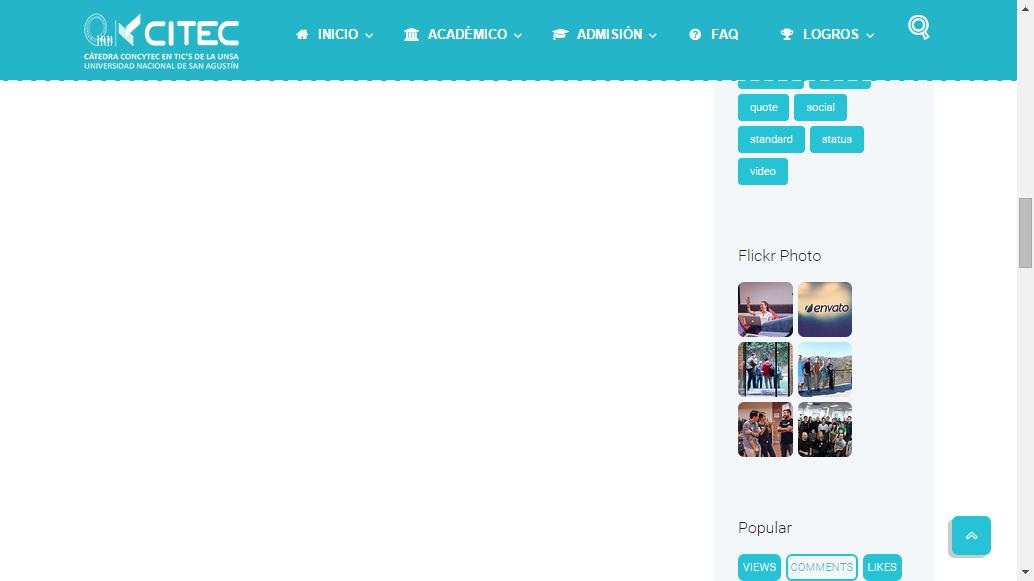 CITEC
CÁTEDRA CONCYTEC EN TIC'S DE LA UNSA
UNIVERSIDAD NACIONAL DE SAN AGUSTÍN
INICIO
ACADÉMICO
ADMISIÓN
FAQ
LOGROS
quote
social
standard
status
video
Flickr Photo
envato
Popular
VIEWS
COMMENTS
LIKES